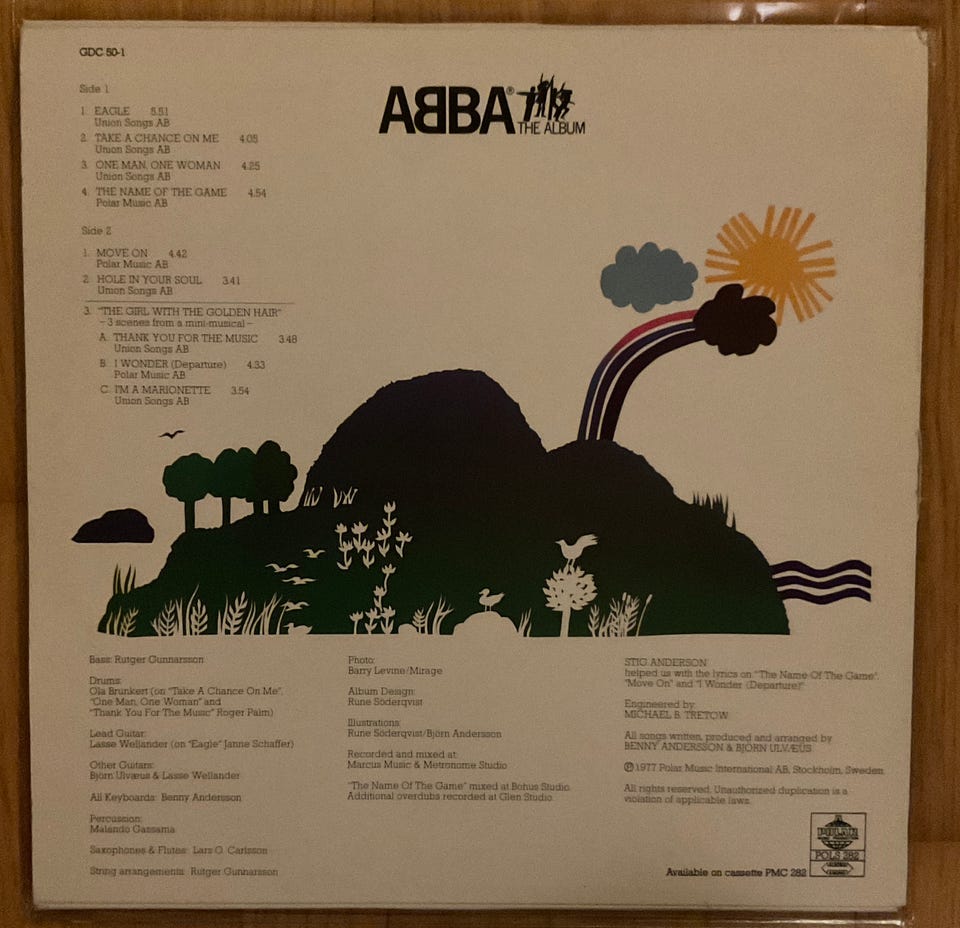 GDC 50-1
ABBA® THE ALBUM
Side 1
1. EAGLE 5.51
Union Songs AB
2. TAKE A CHANCE ON ME 4.05
Union Songs AB
3. ONE MAN, ONE WOMAN 4.25
Union Songs AB
4. THE NAME OF THE GAME 4.54
Polar Music AB
Side 2
1. MOVE ON 4.42
Polar Music AB
2. HOLE IN YOUR SOUL 3.41
Union Songs AB
3. "THE GIRL WITH THE GOLDEN HAIR"
– 3 scenes from a mini-musical –
A. THANK YOU FOR THE MUSIC 3.48
Union Songs AB
B. I WONDER (Departure) 4.33
Polar Music AB
C. I'M A MARIONETTE 3.54
Union Songs AB
Bass: Rutger Gunnarsson
Drums:
Ola Brunkert (on "Take A Chance On Me",
"One Man, One Woman" and
"Thank You For The Music" Roger Palm)
Lead Guitar:
Lasse Wellander (on "Eagle" Janne Schaffer)
Other Guitars:
Björn Ulvæus & Lasse Wellander
All Keyboards: Benny Andersson
Percussion:
Malando Gassama
Saxophones & Flutes: Lars O. Carlsson
String arrangements: Rutger Gunnarsson
Photo:
Barry Levine/Mirage
Album Design:
Rune Söderqvist
Illustrations:
Rune Söderqvist/Björn Andersson
Recorded and mixed at:
Marcus Music & Metronome Studio
"The Name Of The Game" mixed at Bohus Studio
Additional overdubs recorded at Glen Studio
STIG ANDERSON
helped us with the lyrics on "The Name Of The Game",
"Move On" and "I Wonder (Departure)"
Engineered by
MICHAEL B. TRETOW
All songs written, produced and arranged by
BENNY ANDERSSON & BJÖRN ULVÆUS
℗ 1977 Polar Music International AB, Stockholm, Sweden
All rights reserved. Unauthorized duplication is a
violation of applicable laws.
Available on cassette PMC 282
POLAR
POLS 282